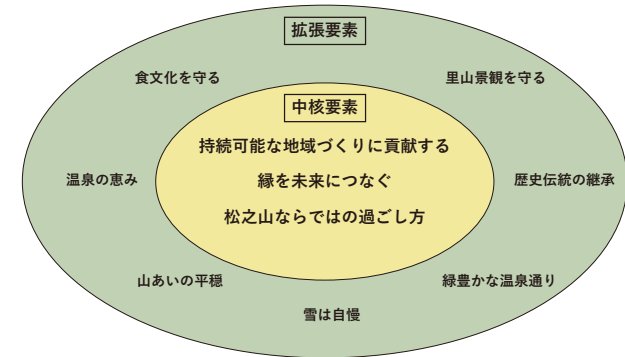 拡張要素
食文化を守る
里山景観を守る
中核要素
持続可能な地域づくりに貢献する
縁を未来につなぐ
松之山ならではの過ごし方
温泉の恵み
歴史伝統の継承
山あいの平穏
緑豊かな温泉通り
雪は自慢